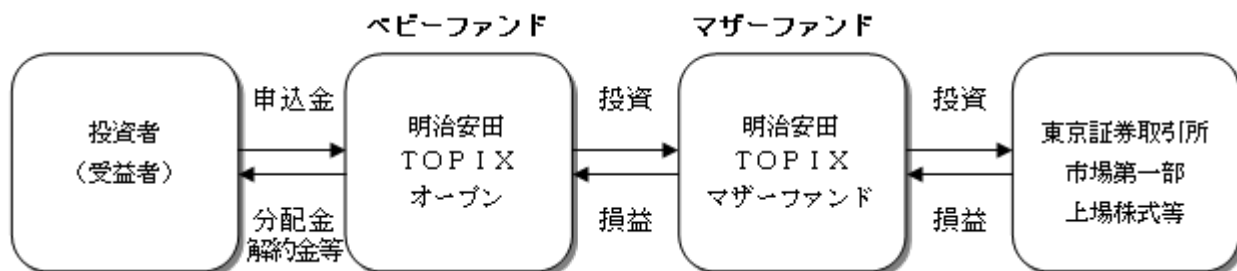 ベビーファンド
マザーファンド
投資者
（受益者）
申込金
分配金
解約金等
明治安田
ＴＯＰＩＸ
オープン
投資
損益
明治安田
ＴＯＰＩＸ
マザーファンド
投資
損益
東京証券取引所
市場第一部
上場株式等